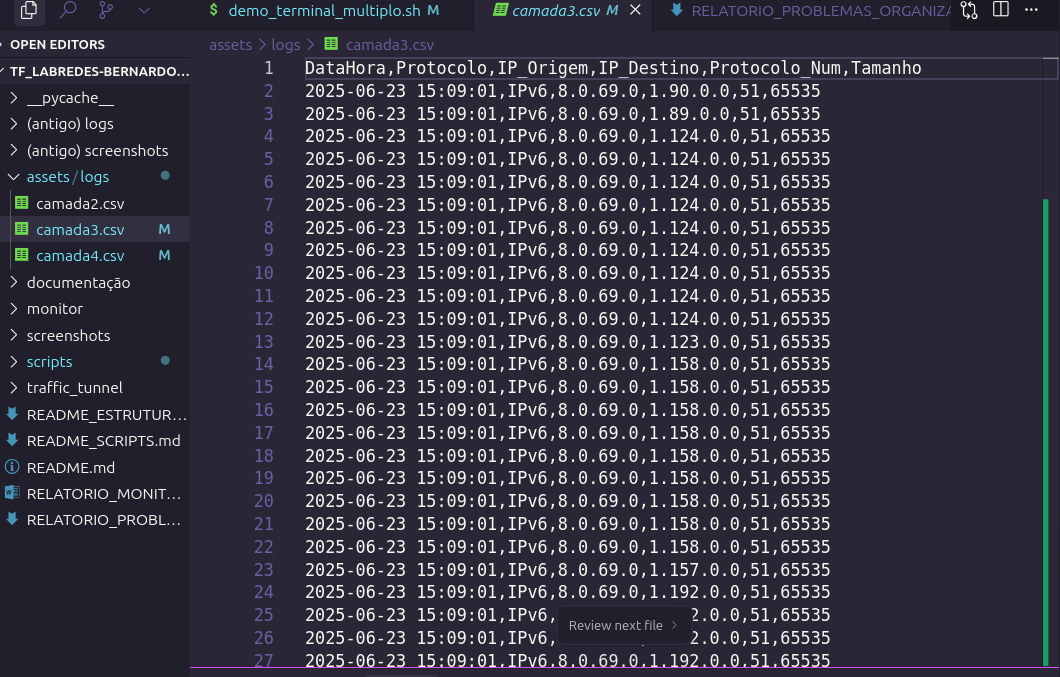 $ demo_terminal_multiplo.sh M
camada3.csv M
RELATORIO_PROBLEMAS_ORGANIZA
OPEN EDITORS
TF_LABREDES-BERNARDO...
__pycache__
(antigo) logs
(antigo) screenshots
assets/logs
camada2.csv
camada3.csv M
camada4.csv M
documentação
monitor
screenshots
scripts
traffic_tunnel
README_ESTRUTUR...
README_SCRIPTS.md
README.md
RELATORIO_MONIT...
RELATORIO_PROBL...
assets > logs > camada3.csv
1 DataHora,Protocolo,IP_Origem,IP_Destino,Protocolo_Num,Tamanho
2 2025-06-23 15:09:01,IPv6,8.0.69.0,1.90.0.0,51,65535
3 2025-06-23 15:09:01,IPv6,8.0.69.0,1.89.0.0,51,65535
4 2025-06-23 15:09:01,IPv6,8.0.69.0,1.124.0.0,51,65535
5 2025-06-23 15:09:01,IPv6,8.0.69.0,1.124.0.0,51,65535
6 2025-06-23 15:09:01,IPv6,8.0.69.0,1.124.0.0,51,65535
7 2025-06-23 15:09:01,IPv6,8.0.69.0,1.124.0.0,51,65535
8 2025-06-23 15:09:01,IPv6,8.0.69.0,1.124.0.0,51,65535
9 2025-06-23 15:09:01,IPv6,8.0.69.0,1.124.0.0,51,65535
10 2025-06-23 15:09:01,IPv6,8.0.69.0,1.124.0.0,51,65535
11 2025-06-23 15:09:01,IPv6,8.0.69.0,1.124.0.0,51,65535
12 2025-06-23 15:09:01,IPv6,8.0.69.0,1.124.0.0,51,65535
13 2025-06-23 15:09:01,IPv6,8.0.69.0,1.123.0.0,51,65535
14 2025-06-23 15:09:01,IPv6,8.0.69.0,1.158.0.0,51,65535
15 2025-06-23 15:09:01,IPv6,8.0.69.0,1.158.0.0,51,65535
16 2025-06-23 15:09:01,IPv6,8.0.69.0,1.158.0.0,51,65535
17 2025-06-23 15:09:01,IPv6,8.0.69.0,1.158.0.0,51,65535
18 2025-06-23 15:09:01,IPv6,8.0.69.0,1.158.0.0,51,65535
19 2025-06-23 15:09:01,IPv6,8.0.69.0,1.158.0.0,51,65535
20 2025-06-23 15:09:01,IPv6,8.0.69.0,1.158.0.0,51,65535
21 2025-06-23 15:09:01,IPv6,8.0.69.0,1.158.0.0,51,65535
22 2025-06-23 15:09:01,IPv6,8.0.69.0,1.158.0.0,51,65535
23 2025-06-23 15:09:01,IPv6,8.0.69.0,1.157.0.0,51,65535
24 2025-06-23 15:09:01,IPv6,8.0.69.0,1.192.0.0,51,65535
25 2025-06-23 15:09:01,IPv6, 2.0.0,51,65535
Review next file
26 2025-06-23 15:09:01,IPv6, 2.0.0,51,65535
27 2025-06-23 15:09:01,IPv6,8.0.69.0,1.192.0.0,51,65535